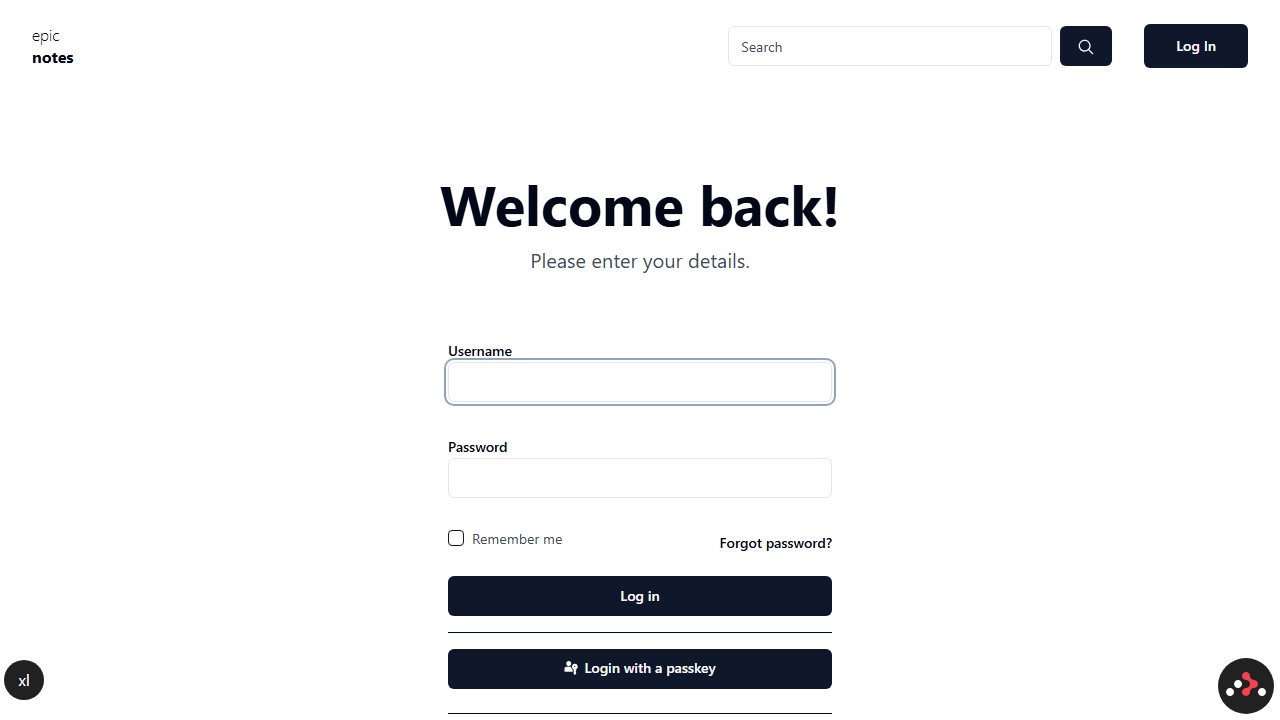 epic
notes
Search
Log In
Welcome back!
Please enter your details.
Username
Password
Remember me
Forgot password?
Log in
Login with a passkey
xl